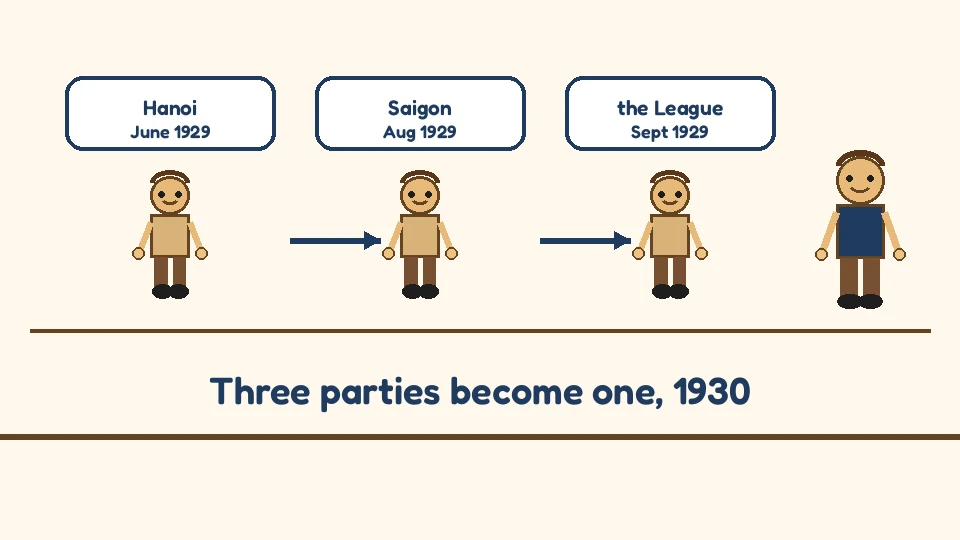 Hanoi
June 1929
Saigon
Aug 1929
the League
Sept 1929
Three parties become one, 1930